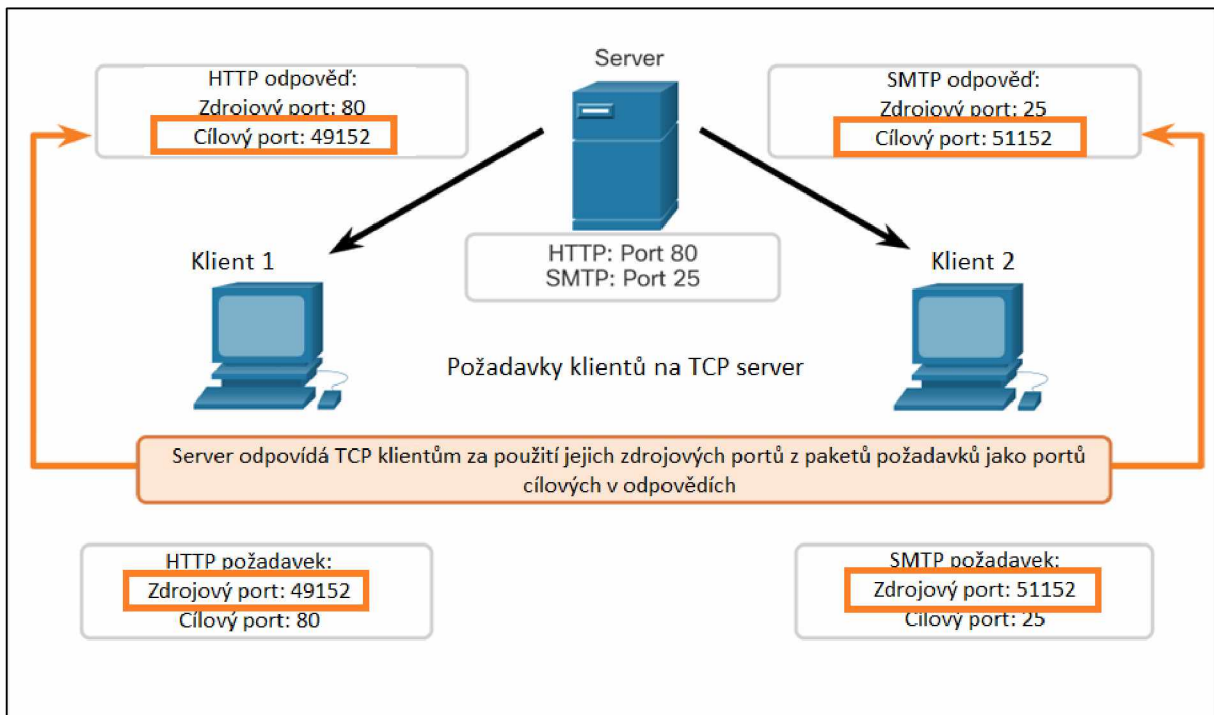 Server
HTTP odpověď:
Zdrojový port: 80
Cílový port: 49152
SMTP odpověď:
Zdrojový port: 25
Cílový port: 51152
HTTP: Port 80
SMTP: Port 25
Klient 1
Klient 2
Požadavky klientů na TCP server
Server odpovídá TCP klientům za použití jejich zdrojových portů z paketů požadavků jako portů
cílových v odpovědích
HTTP požadavek:
Zdrojový port: 49152
Cílový port: 80
SMTP požadavek:
Zdrojový port: 51152
Cílový port: 25